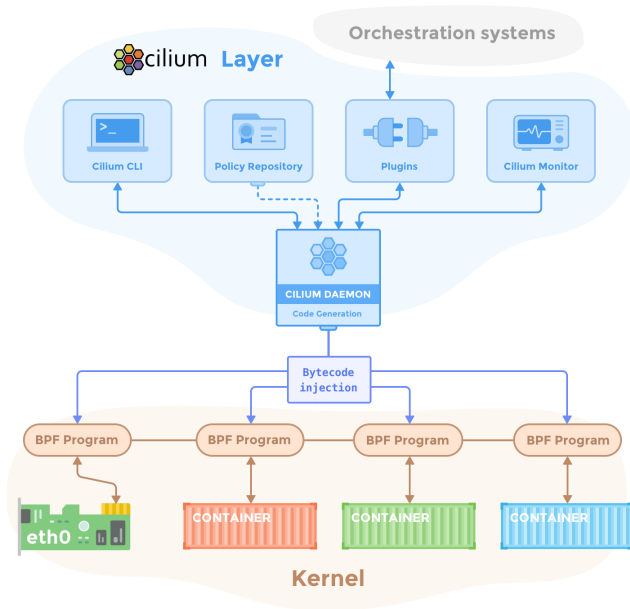 Orchestration systems
cilium Layer
>_
Cilium CLI
Policy Repository
Plugins
Cilium Monitor
CILIUM DAEMON
Code Generation
Bytecode
injection
BPF Program
BPF Program
BPF Program
BPF Program
eth0
CONTAINER
CONTAINER
CONTAINER
Kernel